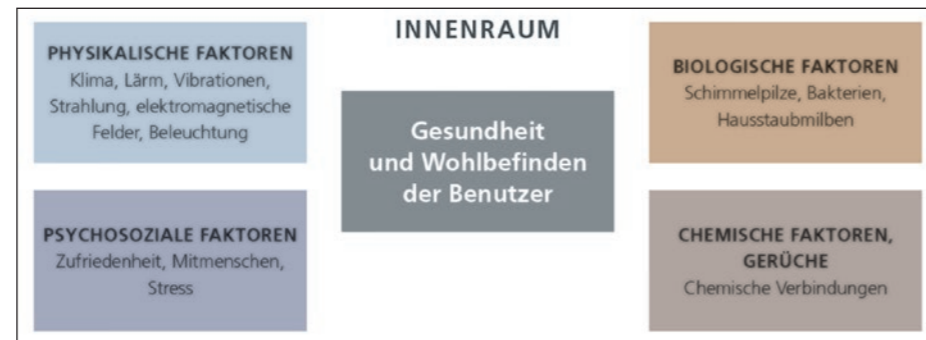 INNENRAUM
PHYSIKALISCHE FAKTOREN
Klima, Lärm, Vibrationen,
Strahlung, elektromagnetische
Felder, Beleuchtung
PSYCHOSOZIALE FAKTOREN
Zufriedenheit, Mitmenschen,
Stress
Gesundheit
und Wohlbefinden
der Benutzer
BIOLOGISCHE FAKTOREN
Schimmelpilze, Bakterien,
Hausstaubmilben
CHEMISCHE FAKTOREN,
GERÜCHE
Chemische Verbindungen